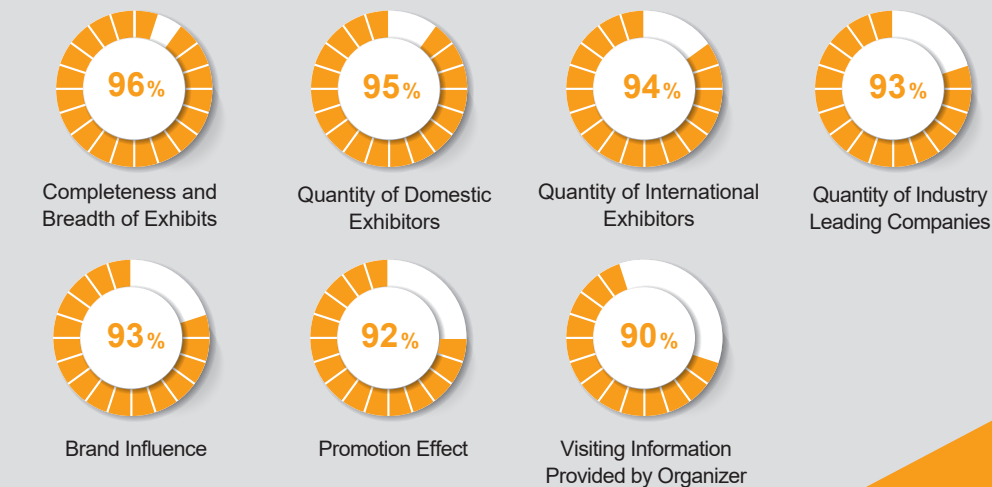 96%
95%
94%
93%
Completeness and
Breadth of Exhibits
Quantity of Domestic
Exhibitors
Quantity of International
Exhibitors
Quantity of Industry
Leading Companies
93%
92%
90%
Brand Influence
Promotion Effect
Visiting Information
Provided by Organizer